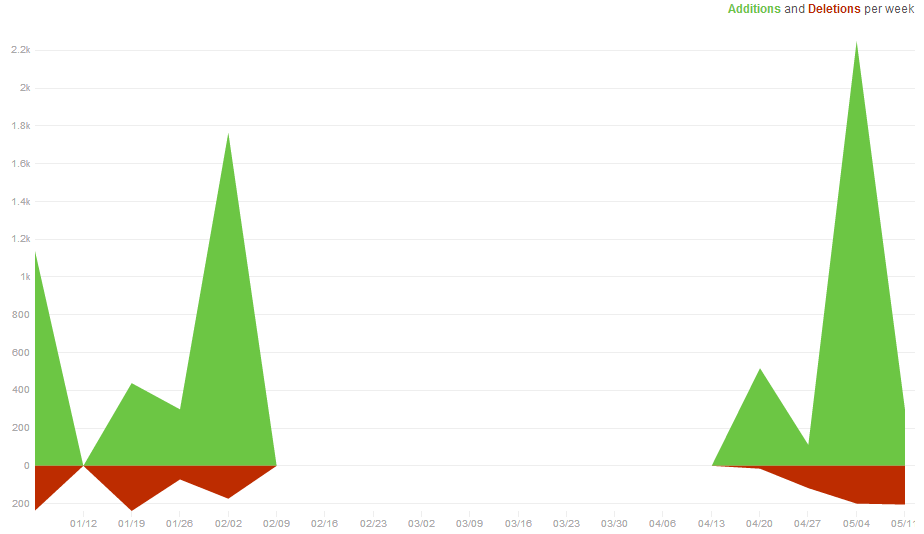 Additions and Deletions per week
2.2k
2k
1.8k
1.6k
1.4k
1.2k
1k
800
600
400
200
0
200
01/12 01/19 01/26 02/02 02/09 02/16 02/23 03/02 03/09 03/16 03/23 03/30 04/06 04/13 04/20 04/27 05/04 05/11